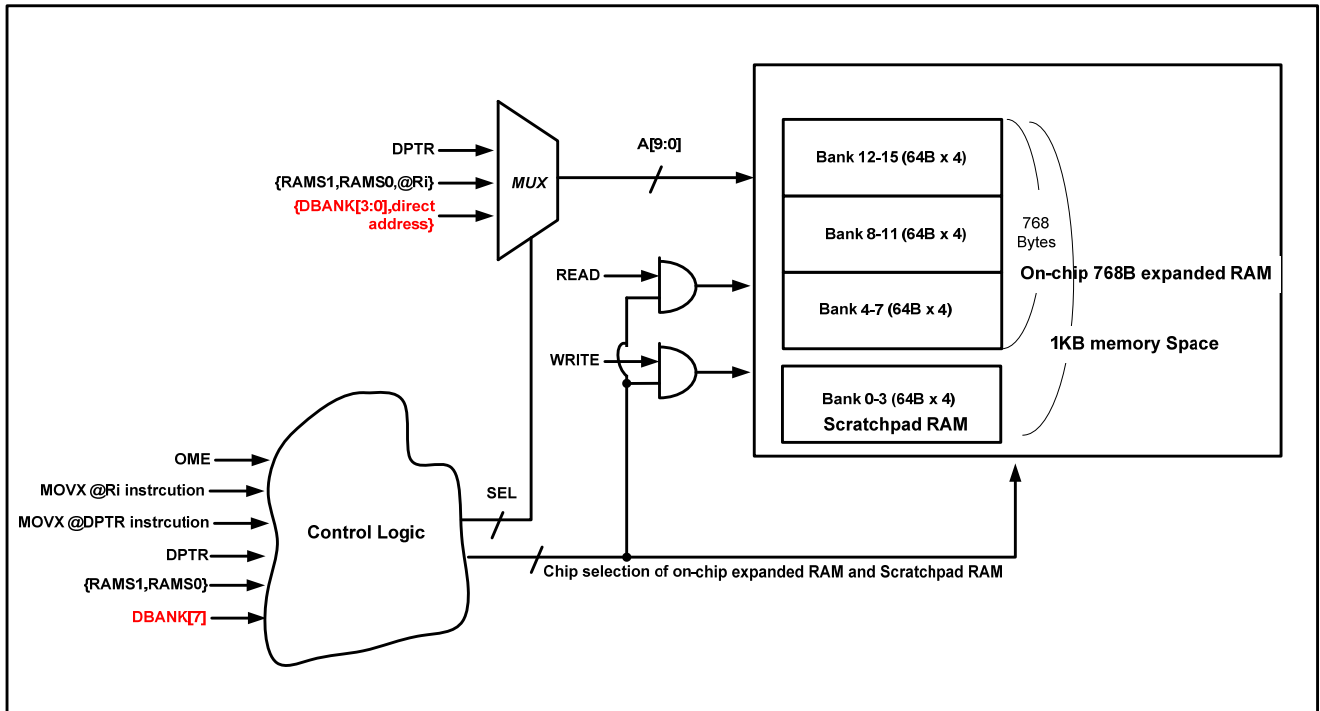 DPTR
{RAMS1,RAMS0,@Ri}
{DBANK[3:0],direct
address}
MUX
A[9:0]
Bank 12-15 (64B x 4)
Bank 8-11 (64B x 4)
Bank 4-7 (64B x 4)
768
Bytes
On-chip 768B expanded RAM
1KB memory Space
Bank 0-3 (64B x 4)
Scratchpad RAM
READ
WRITE
OME
MOVX @Ri instrcution
MOVX @DPTR instrcution
DPTR
{RAMS1,RAMS0}
DBANK[7]
Control Logic
SEL
Chip selection of on-chip expanded RAM and Scratchpad RAM